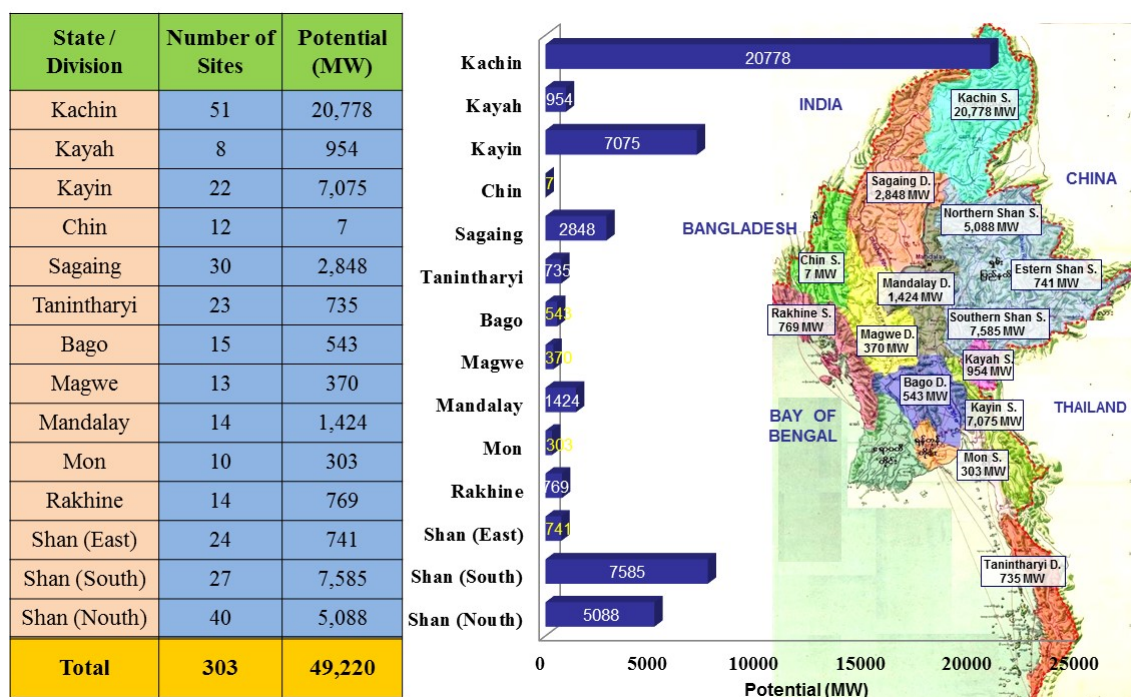 State / Division Number of Sites Potential (MW)
Kachin 51 20,778
Kayah 8 954
Kayin 22 7,075
Chin 12 7
Sagaing 30 2,848
Tanintharyi 23 735
Bago 15 543
Magwe 13 370
Mandalay 14 1,424
Mon 10 303
Rakhine 14 769
Shan (East) 24 741
Shan (South) 27 7,585
Shan (Nouth) 40 5,088
Total 303 49,220
Kachin 20778
Kayah 954
Kayin 7075
Chin 7
Sagaing 2848
Tanintharyi 735
Bago 543
Magwe 370
Mandalay 1424
Mon 303
Rakhine 769
Shan (East) 741
Shan (South) 7585
Shan (Nouth) 5088
0 5000 10000 15000 20000 25000
Potential (MW)
INDIA
CHINA
BANGLADESH
BAY OF
BENGAL
THAILAND
Kachin S.
20,778 MW
Sagaing D.
2,848 MW
Northern Shan S.
5,088 MW
Chin S.
7 MW
Estern Shan S.
741 MW
Mandalay
Mandalay D.
1,424 MW
Rakhine S.
769 MW
Southern Shan S.
7,585 MW
Magwe D.
370 MW
Kayah S.
954 MW
Bago D.
543 MW
Kayin S.
7,075 MW
Mon S.
303 MW
Tanintharyi D.
735 MW